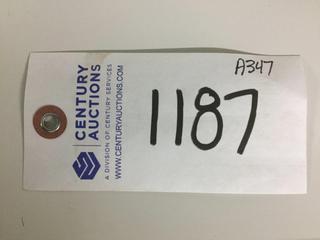 A347
1187
CENTURY
AUCTIONS
A DIVISION OF CENTURY SERVICES
WWW.CENTURYAUCTIONS.COM